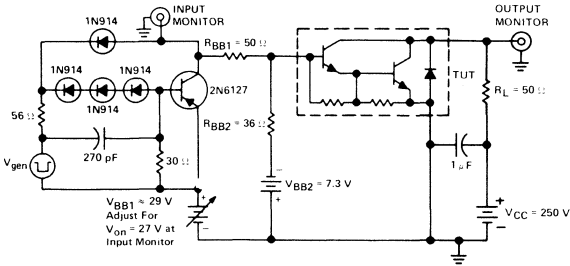 1N914
INPUT
MONITOR
OUTPUT
MONITOR
1N914
1N914
1N914
R_BB1 = 50 Ω
2N6127
TUT
56 Ω
270 pF
30 Ω
R_BB2 = 36 Ω
R_L = 50 Ω
1 µF
V_gen
V_BB1 ≈ 29 V
Adjust For
V_on = 27 V at
Input Monitor
+
−
−
+
V_BB2 = 7.3 V
+
−
V_CC = 250 V